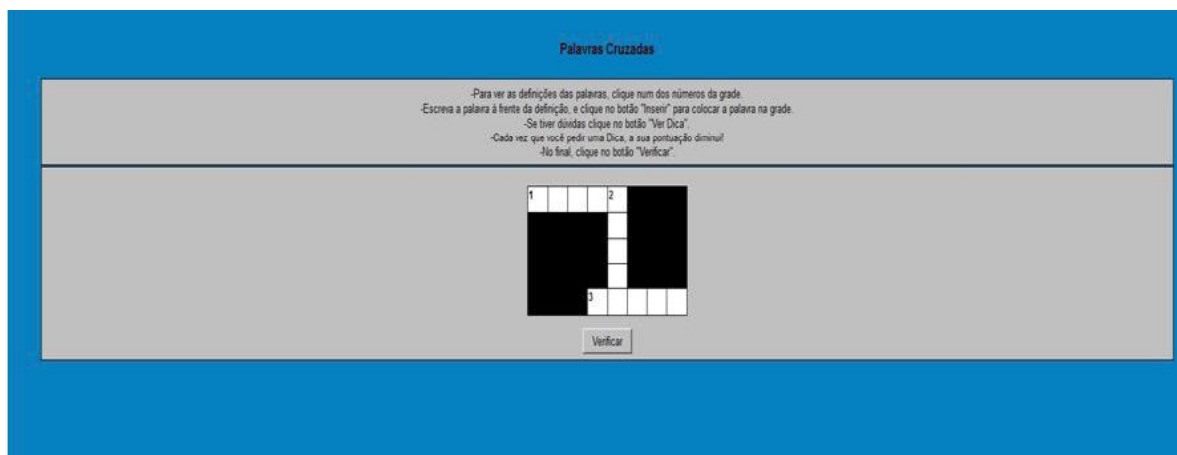 Palavras Cruzadas
-Para ver as definições das palavras, clique num dos números da grade.
-Escreva a palavra à frente da definição, e clique no botão "Inserir" para colocar a palavra na grade.
-Se tiver dúvidas clique no botão "Ver Dica".
-Cada vez que você pedir uma Dica, a sua pontuação diminui!
-No final, clique no botão "Verificar".
1 2
3
Verificar